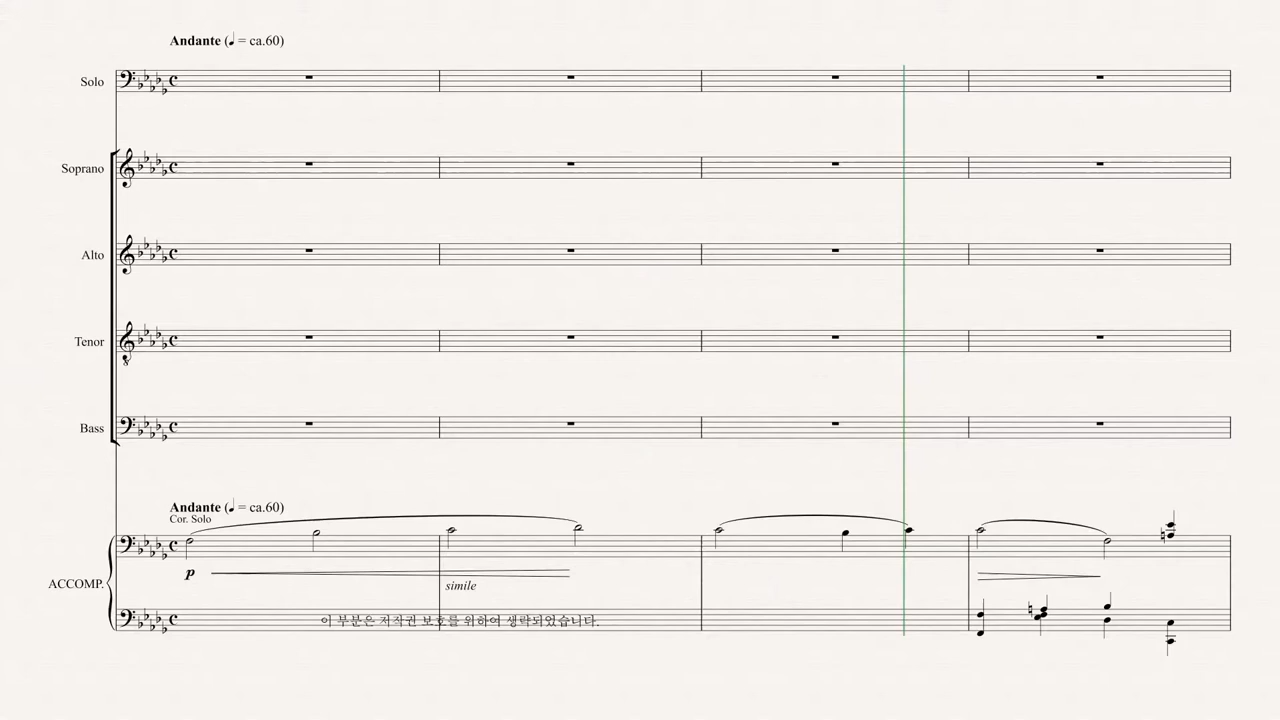 Andante (♩ = ca.60)
Solo
Soprano
Alto
Tenor
Bass
Andante (♩ = ca.60)
Cor. Solo
p
simile
ACCOMP.
이 부분은 저작권 보호를 위하여 생략되었습니다.